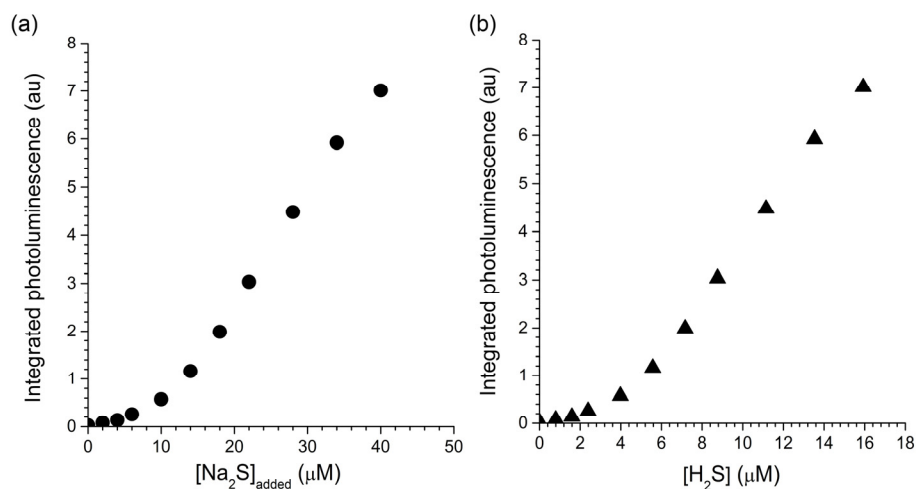 (a)
Integrated photoluminescence (au)
8
7
6
5
4
3
2
1
0
0 10 20 30 40 50
[Na₂S]added (μM)
(b)
Integrated photoluminescence (au)
8
7
6
5
4
3
2
1
0
0 2 4 6 8 10 12 14 16 18
[H₂S] (μM)